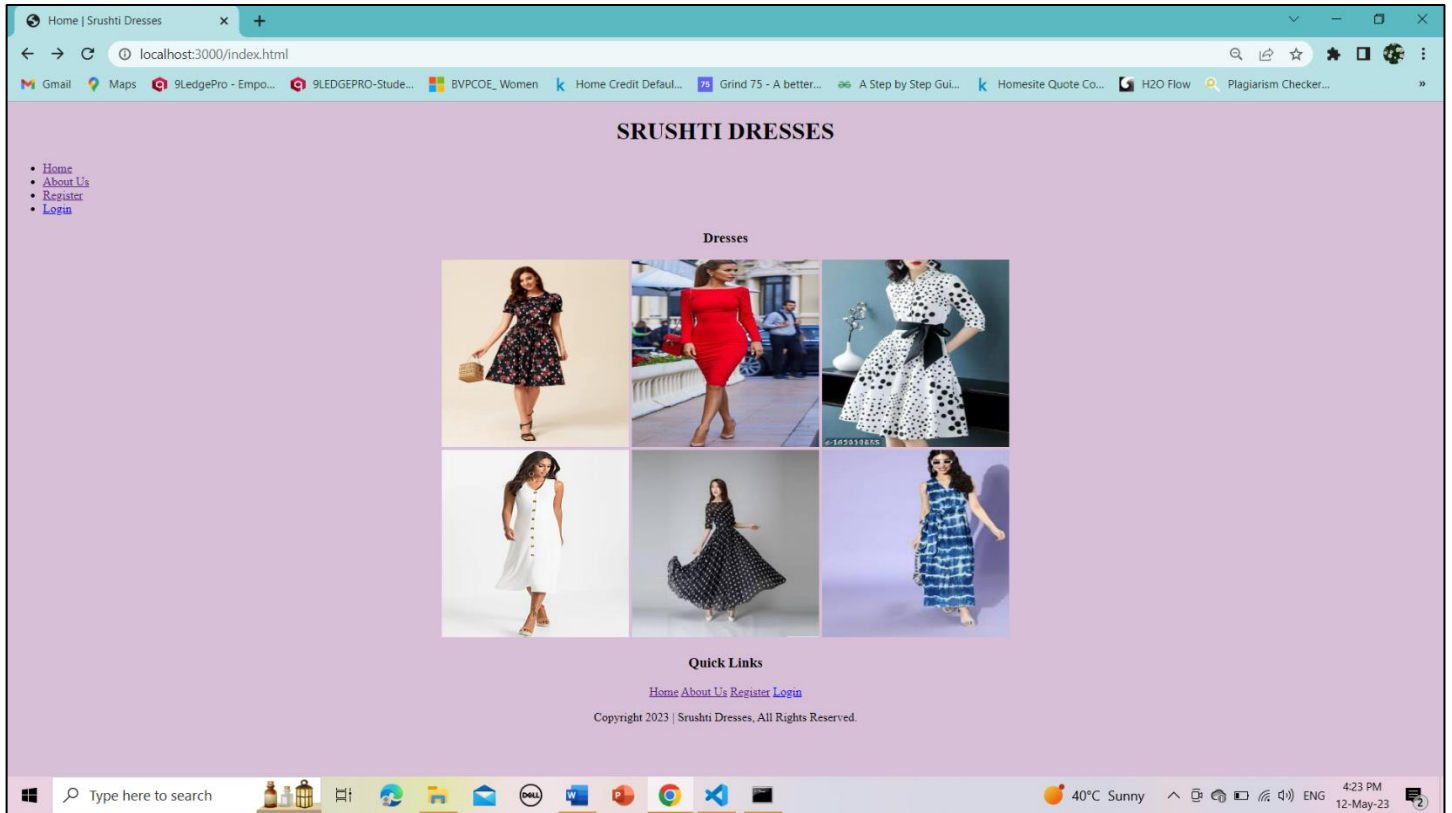 Home | Srushti Dresses
localhost:3000/index.html
Gmail Maps 9LedgePro - Empo... 9LEDGEPRO-Stude... BVPCOE_ Women Home Credit Defaul... 75 Grind 75 - A better... A Step by Step Gui... Homesite Quote Co... H2O Flow Plagiarism Checker... »
SRUSHTI DRESSES
Home
About Us
Register
Login
Dresses
Quick Links
Home About Us Register Login
Copyright 2023 | Srushti Dresses, All Rights Reserved.
Type here to search
DELL
40°C Sunny
ENG
4:23 PM
12-May-23
2